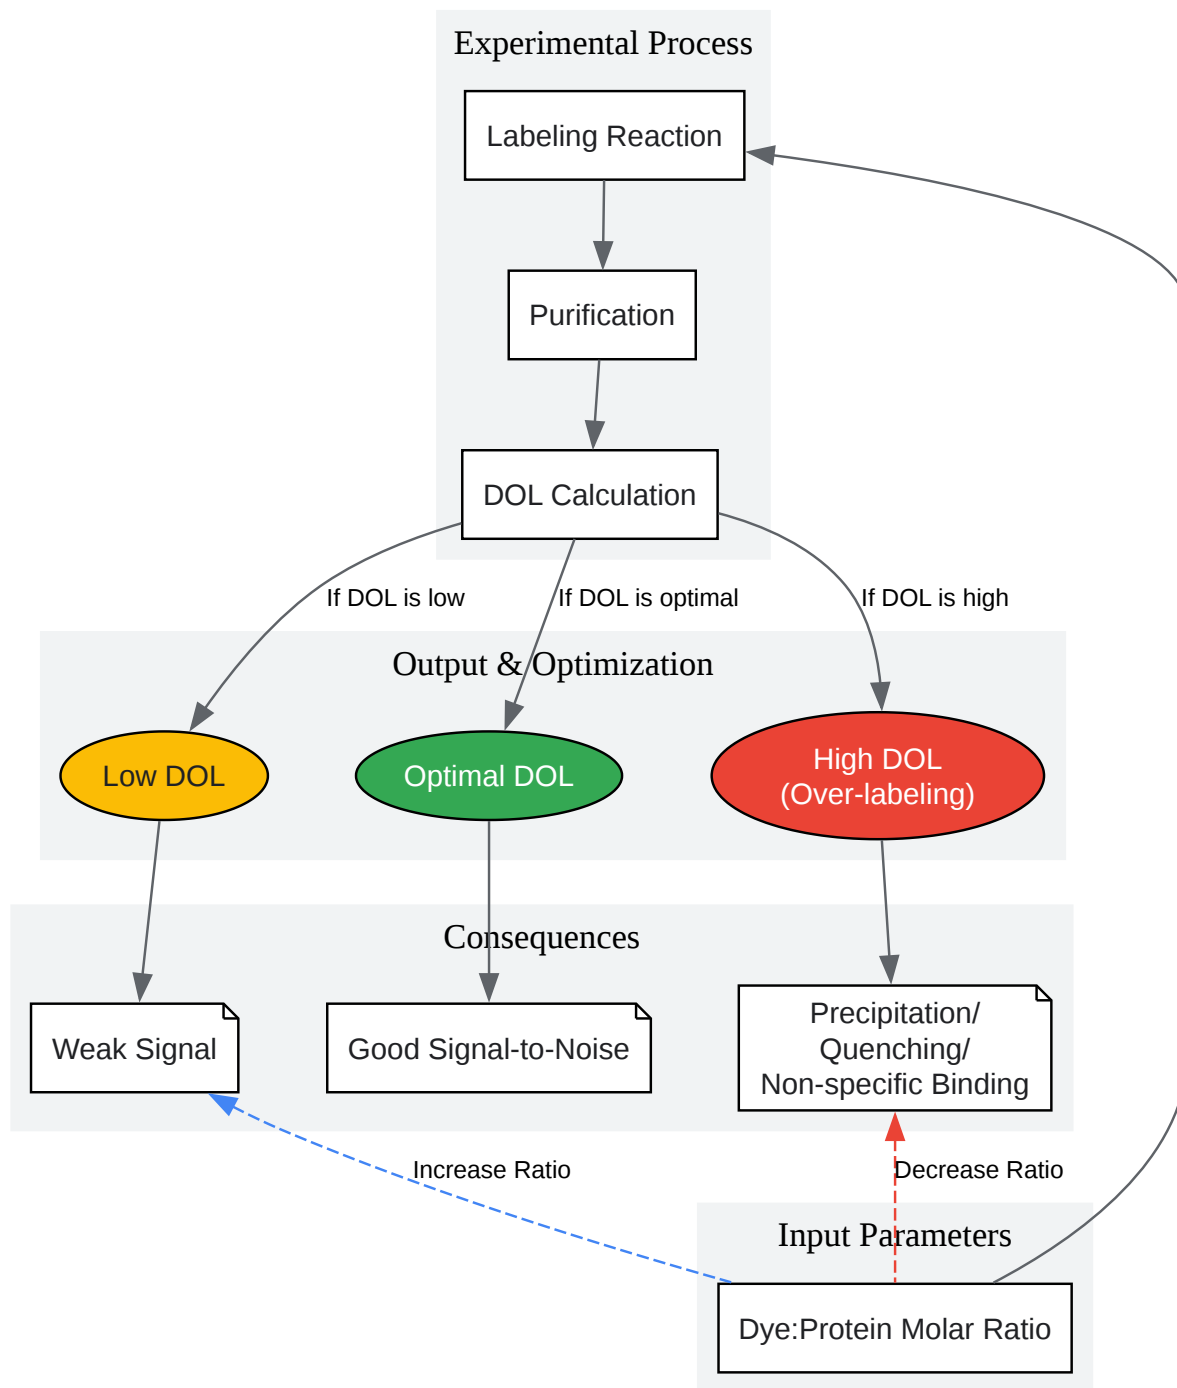 Experimental Process
Labeling Reaction
Purification
DOL Calculation
If DOL is low
If DOL is optimal
If DOL is high
Output & Optimization
Low DOL
Optimal DOL
High DOL
(Over-labeling)
Consequences
Weak Signal
Good Signal-to-Noise
Precipitation/
Quenching/
Non-specific Binding
Increase Ratio
Decrease Ratio
Input Parameters
Dye:Protein Molar Ratio